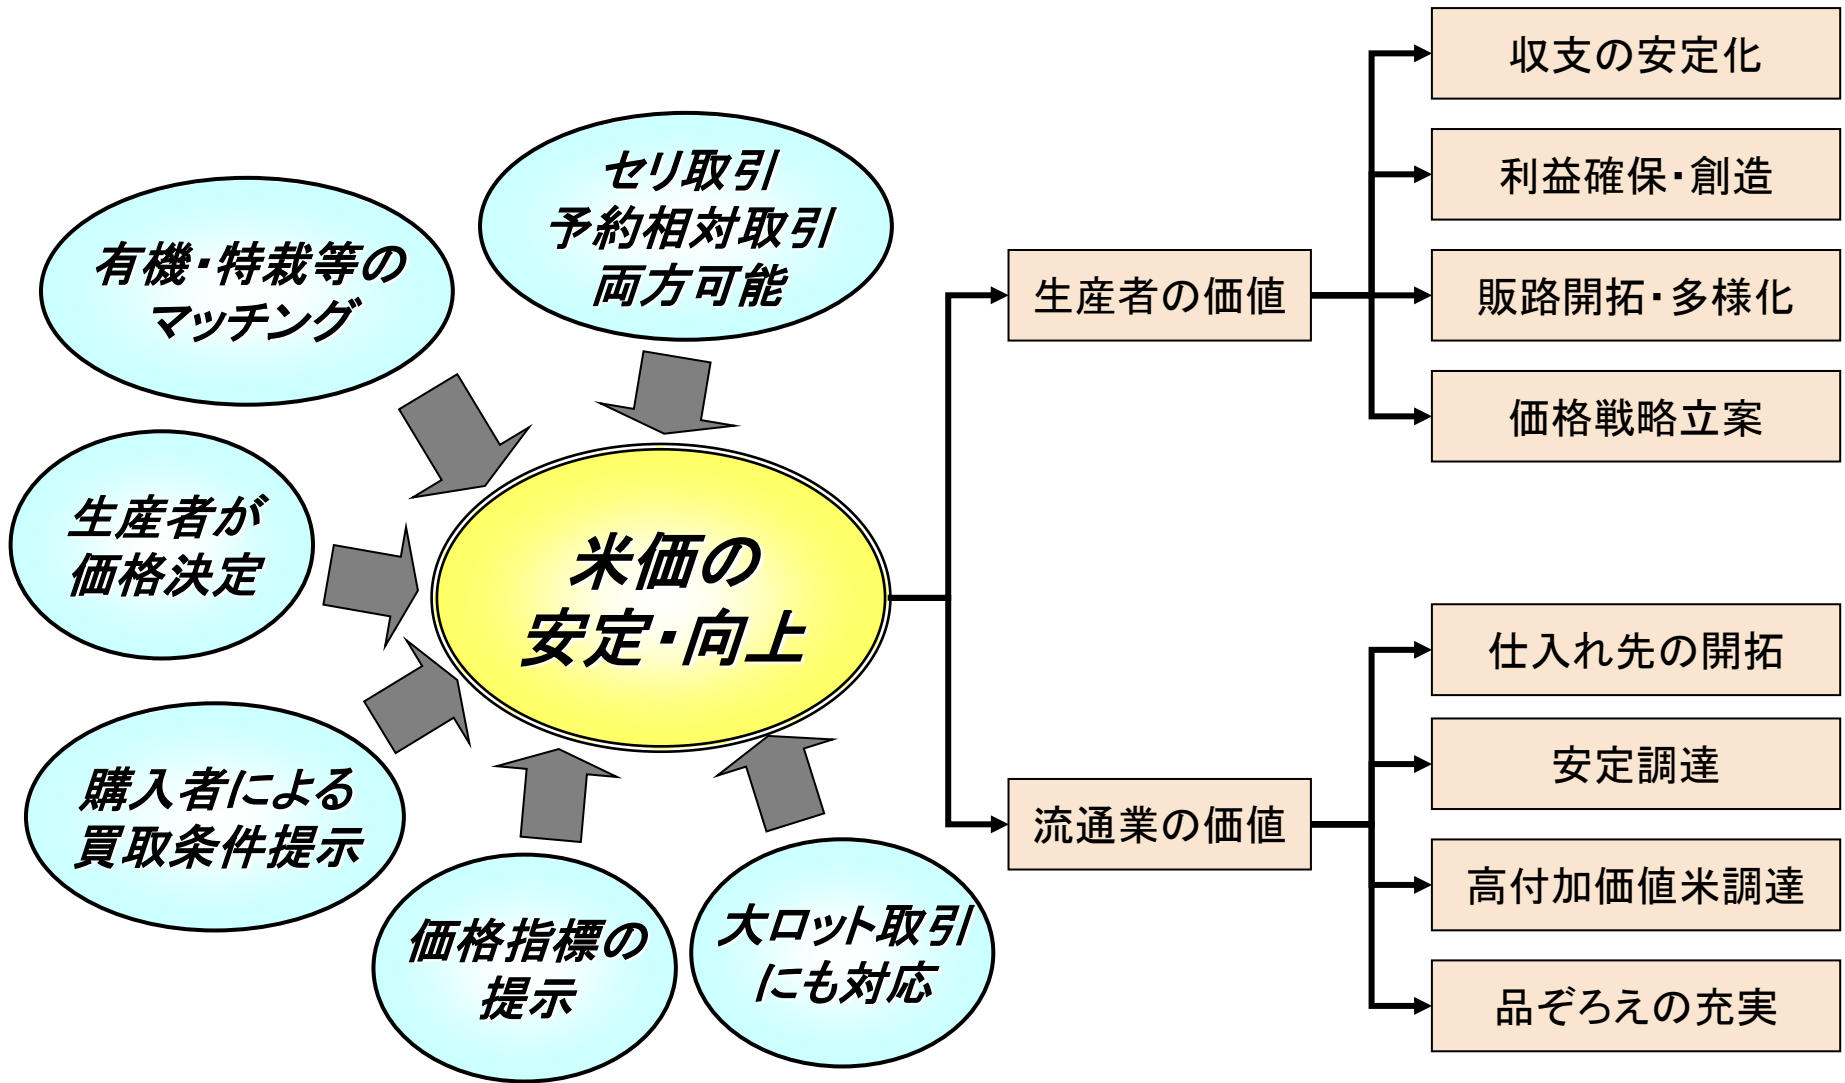 セリ取引
予約相対取引
両方可能
有機・特栽等の
マッチング
生産者が
価格決定
購入者による
買取条件提示
価格指標の
提示
大ロット取引
にも対応
米価の
安定・向上
生産者の価値
収支の安定化
利益確保・創造
販路開拓・多様化
価格戦略立案
流通業の価値
仕入れ先の開拓
安定調達
高付加価値米調達
品ぞろえの充実